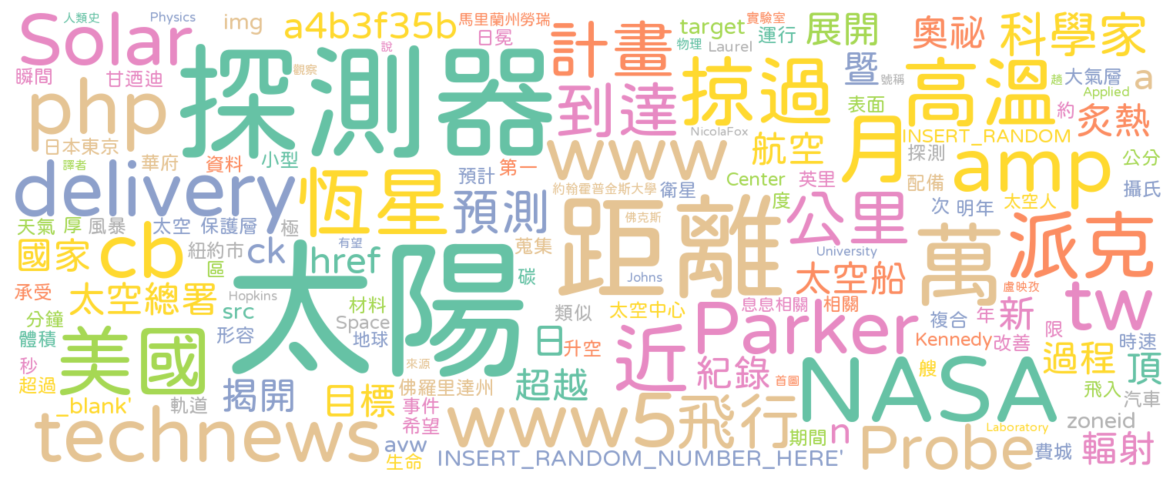 人類史 Physics
Solar
img
a4b3f35b
馬里蘭州勞瑞
日冕
說
觀察
計畫
target
實驗室
物理
Laurel
運行
展開
奧祕
科學家
瞬間
甘迺迪
php
探測器
到達
掠過
NicolaFox
暨
號稱
表面
高溫
趙
大氣層
a
Applied
約
炙熱
日本東京
譯者
華府
資料
小型
delivery
恆星
預計
第一
www
約翰霍普金斯大學
衛星
航空
Center
度
英里
月
INSERT_RANDOM
探測
配備
amp
公分
攝氏
太空人
次
明年
天氣
厚
風暴
太空
保護層
極
預測
蒐集
距離
佛克斯
公里
萬
派克
國家
cb
紐約市
區
ck
有望
href
太陽
碳
Johns
University
太空船
盧映孜
承受
太空總署
src
Hopkins
材料
Space
地球
類似
太空中心
息息相關
相關
新
年
限
tw
分鐘
體積
形容
美國
日
升空
近
Parker
複合
Kennedy
改善
時速
秒
超過
_blank'
軌道
揭開
目標
來源
佛羅里達州
超越
紀錄
首圖
NASA
艘
過程
飛入
頂
汽車
technews
事件
希望
avw
生命
www5
飛行
期間
n
Probe
Laboratory
zoneid
費城
輻射
INSERT_RANDOM_NUMBER_HERE'